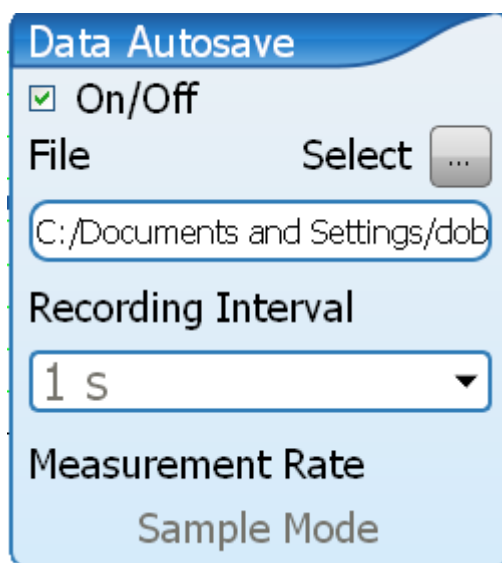 Data Autosave
On/Off
File Select ...
C:/Documents and Settings/dob
Recording Interval
1 s
Measurement Rate
Sample Mode